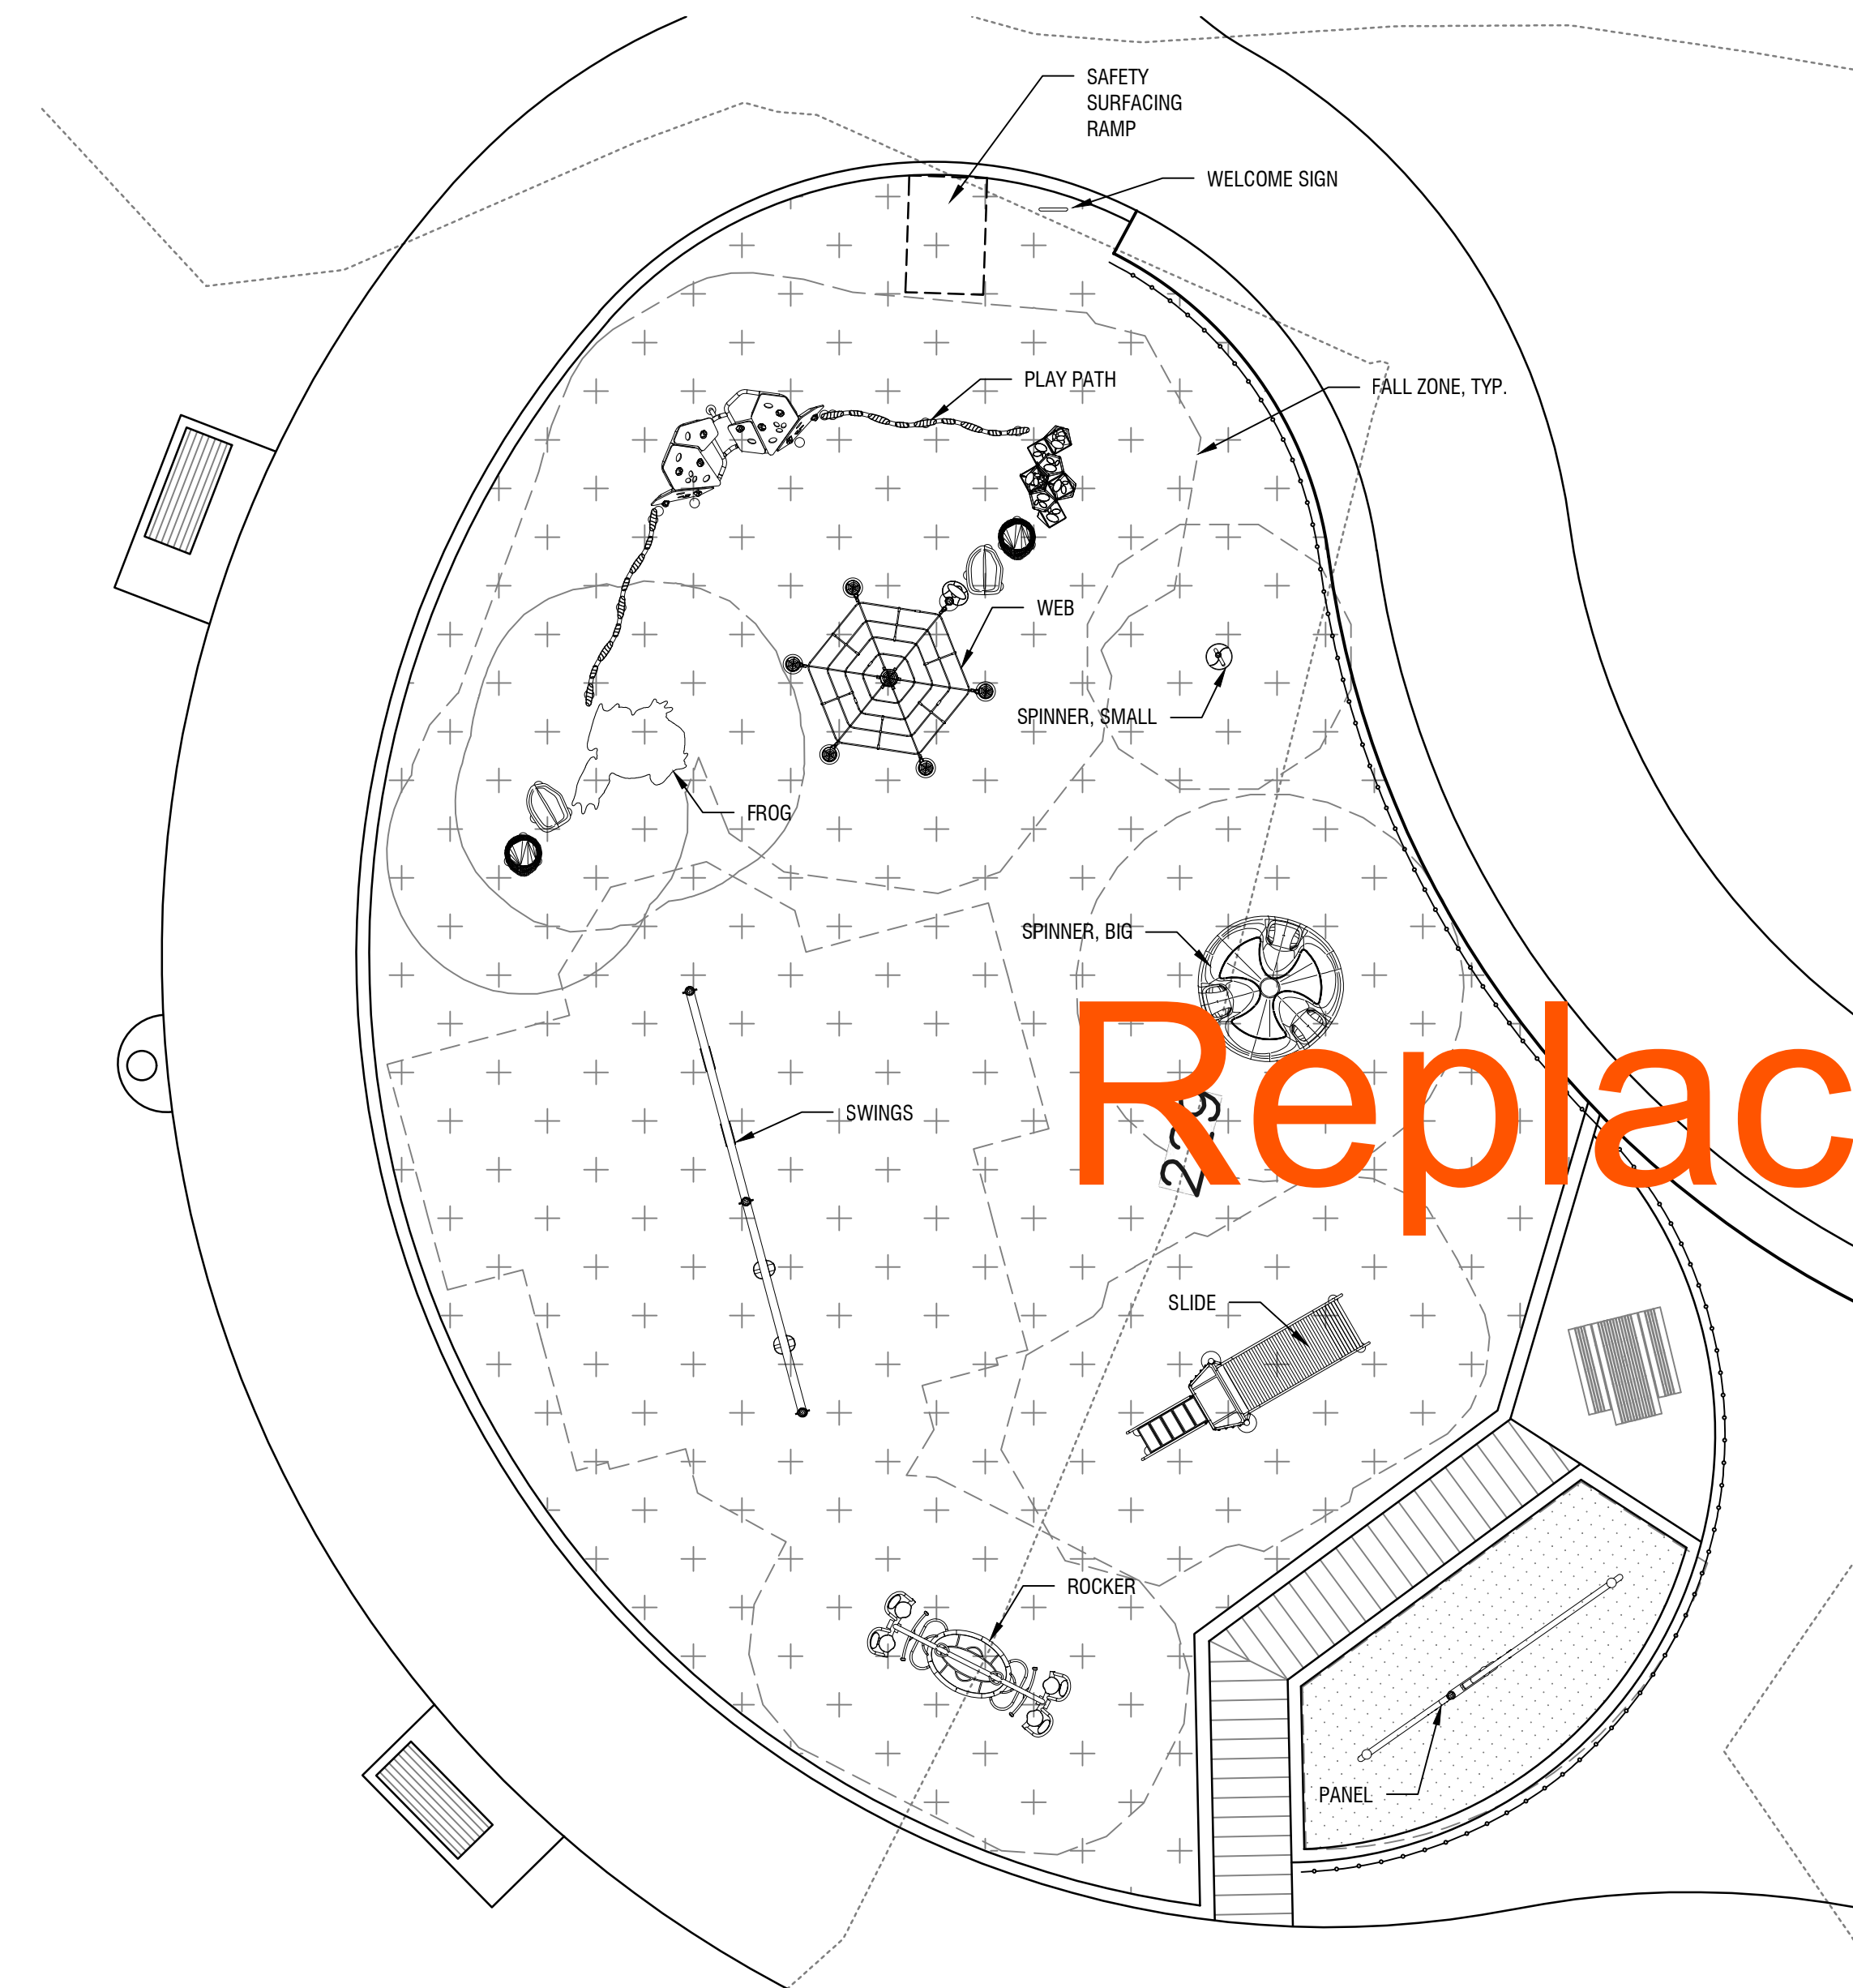 SAFETY
SURFACING
RAMP
WELCOME SIGN
PLAY PATH
FALL ZONE, TYP.
WEB
SPINNER, SMALL
FROG
SPINNER, BIG
Replac
SWINGS
SLIDE
ROCKER
PANEL